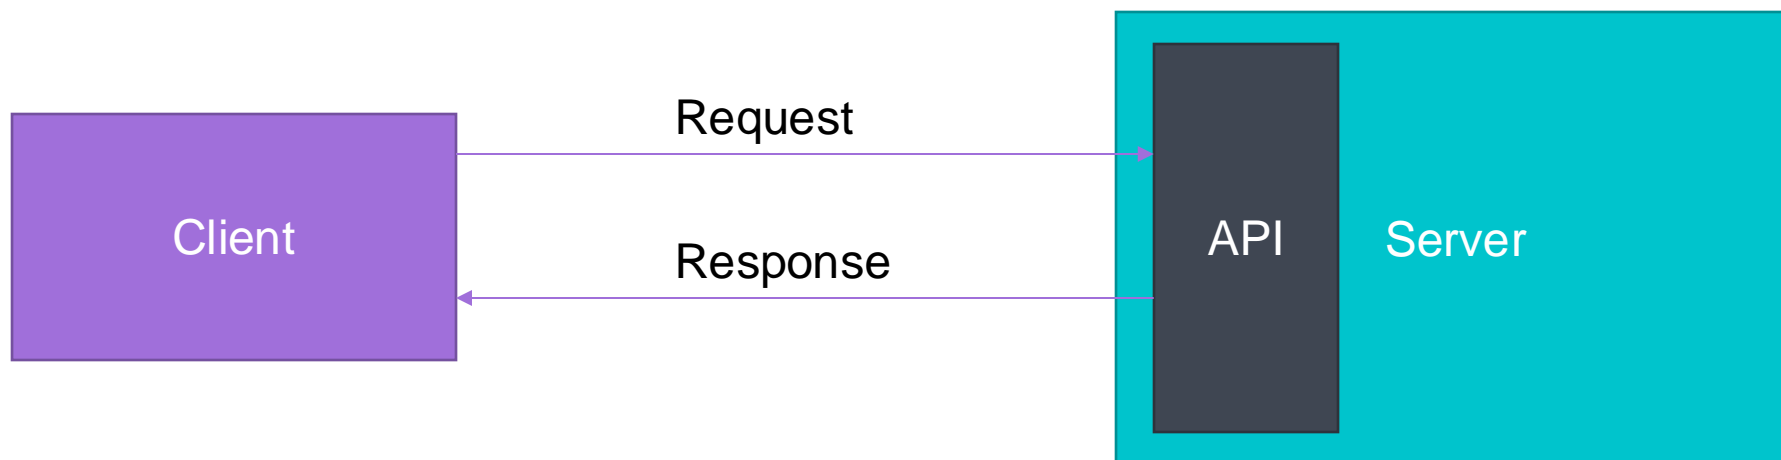 Request
Client
Response
API
Server